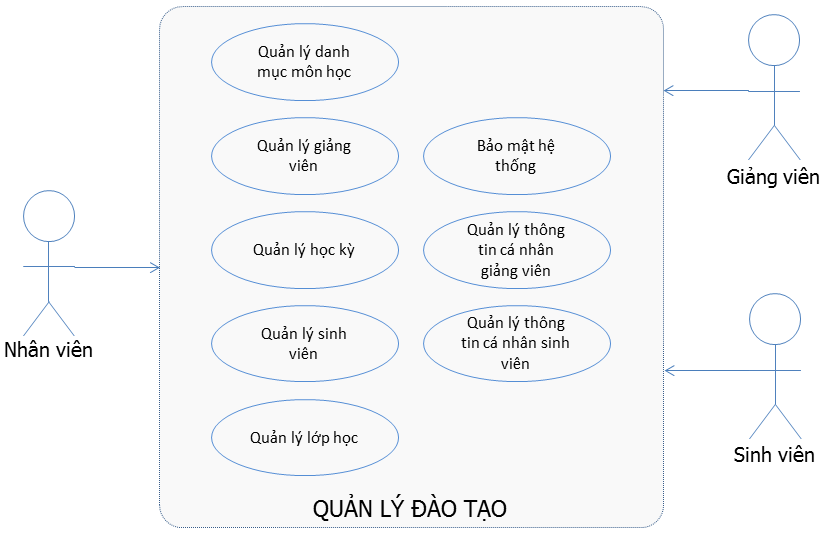 Quản lý danh
mục môn học
Quản lý giảng
viên
Bảo mật hệ
thống
Giảng viên
Quản lý học kỳ
Quản lý thông
tin cá nhân
giảng viên
Nhân viên
Quản lý sinh
viên
Quản lý thông
tin cá nhân sinh
viên
Quản lý lớp học
Sinh viên
QUẢN LÝ ĐÀO TẠO